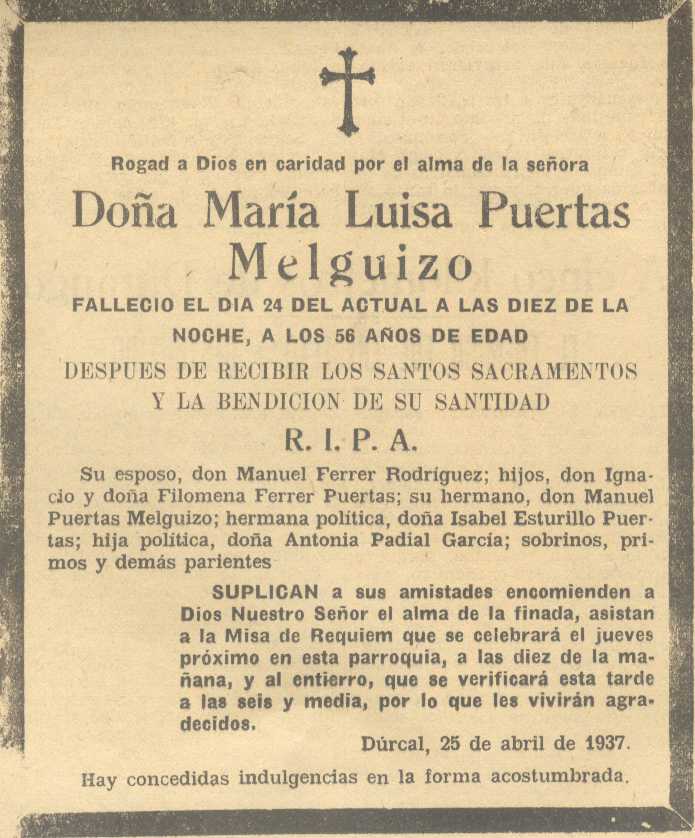 Rogad a Dios en caridad por el alma de la señora
Doña María Luisa Puertas
Melguizo
FALLECIO EL DIA 24 DEL ACTUAL A LAS DIEZ DE LA
NOCHE, A LOS 56 AÑOS DE EDAD
DESPUES DE RECIBIR LOS SANTOS SACRAMENTOS
Y LA BENDICION DE SU SANTIDAD
R. I. P. A.
Su esposo, don Manuel Ferrer Rodríguez; hijos, don Igna-
cio y doña Filomena Ferrer Puertas; su hermano, don Manuel
Puertas Melguizo; hermana política, doña Isabel Esturillo Puer-
tas; hija política, doña Antonia Padial García; sobrinos, pri-
mos y demás parientes
SUPLICAN a sus amistades encomienden a
Dios Nuestro Señor el alma de la finada, asistan
a la Misa de Requiem que se celebrará el jueves
próximo en esta parroquia, a las diez de la ma-
ñana, y al entierro, que se verificará esta tarde
a las seis y media, por lo que les vivirán agra-
decidos.
Dúrcal, 25 de abril de 1937.
Hay concedidas indulgencias en la forma acostumbrada.